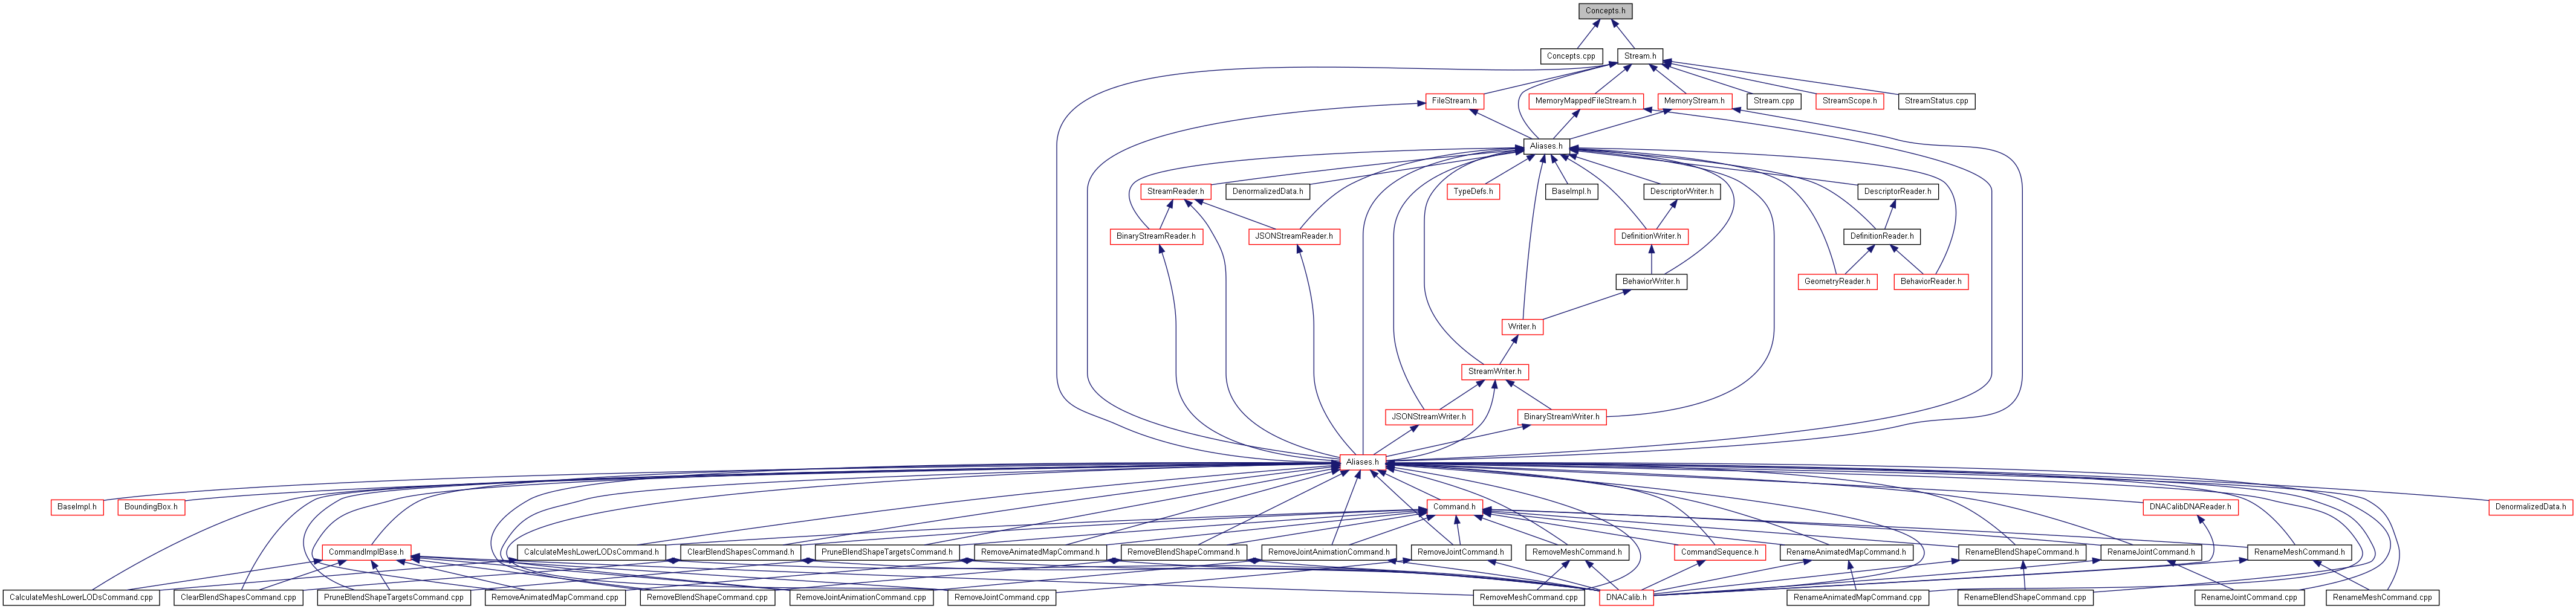 Concepts.h
Concepts.cpp
Stream.h
FileStream.h
MemoryMappedFileStream.h
MemoryStream.h
Stream.cpp
StreamScope.h
StreamStatus.cpp
Aliases.h
StreamReader.h
DenormalizedData.h
TypeDefs.h
BaseImpl.h
DescriptorWriter.h
DescriptorReader.h
BinaryStreamReader.h
JSONStreamReader.h
DefinitionWriter.h
DefinitionReader.h
BehaviorWriter.h
GeometryReader.h
BehaviorReader.h
Writer.h
StreamWriter.h
JSONStreamWriter.h
BinaryStreamWriter.h
Aliases.h
BaseImpl.h
BoundingBox.h
Command.h
DNACalibDNAReader.h
DenormalizedData.h
CommandImplBase.h
CalculateMeshLowerLODsCommand.h
ClearBlendShapesCommand.h
PruneBlendShapeTargetsCommand.h
RemoveAnimatedMapCommand.h
RemoveBlendShapeCommand.h
RemoveJointAnimationCommand.h
RemoveJointCommand.h
RemoveMeshCommand.h
CommandSequence.h
RenameAnimatedMapCommand.h
RenameBlendShapeCommand.h
RenameJointCommand.h
RenameMeshCommand.h
CalculateMeshLowerLODsCommand.cpp
ClearBlendShapesCommand.cpp
PruneBlendShapeTargetsCommand.cpp
RemoveAnimatedMapCommand.cpp
RemoveBlendShapeCommand.cpp
RemoveJointAnimationCommand.cpp
RemoveJointCommand.cpp
RemoveMeshCommand.cpp
DNACalib.h
RenameAnimatedMapCommand.cpp
RenameBlendShapeCommand.cpp
RenameJointCommand.cpp
RenameMeshCommand.cpp